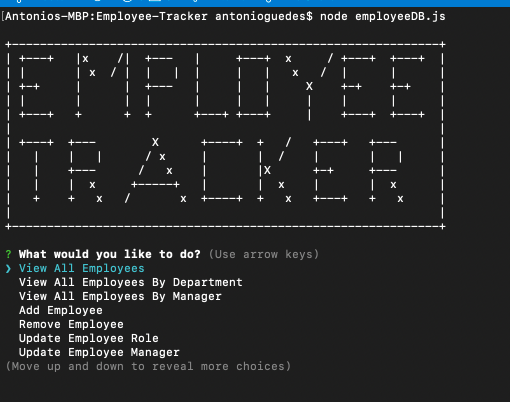 [Antonios-MBP:Employee-Tracker antonioguedes$ node employeeDB.js
EMPLOYEE
TRACKER
? What would you like to do? (Use arrow keys)
❯ View All Employees
View All Employees By Department
View All Employees By Manager
Add Employee
Remove Employee
Update Employee Role
Update Employee Manager
(Move up and down to reveal more choices)